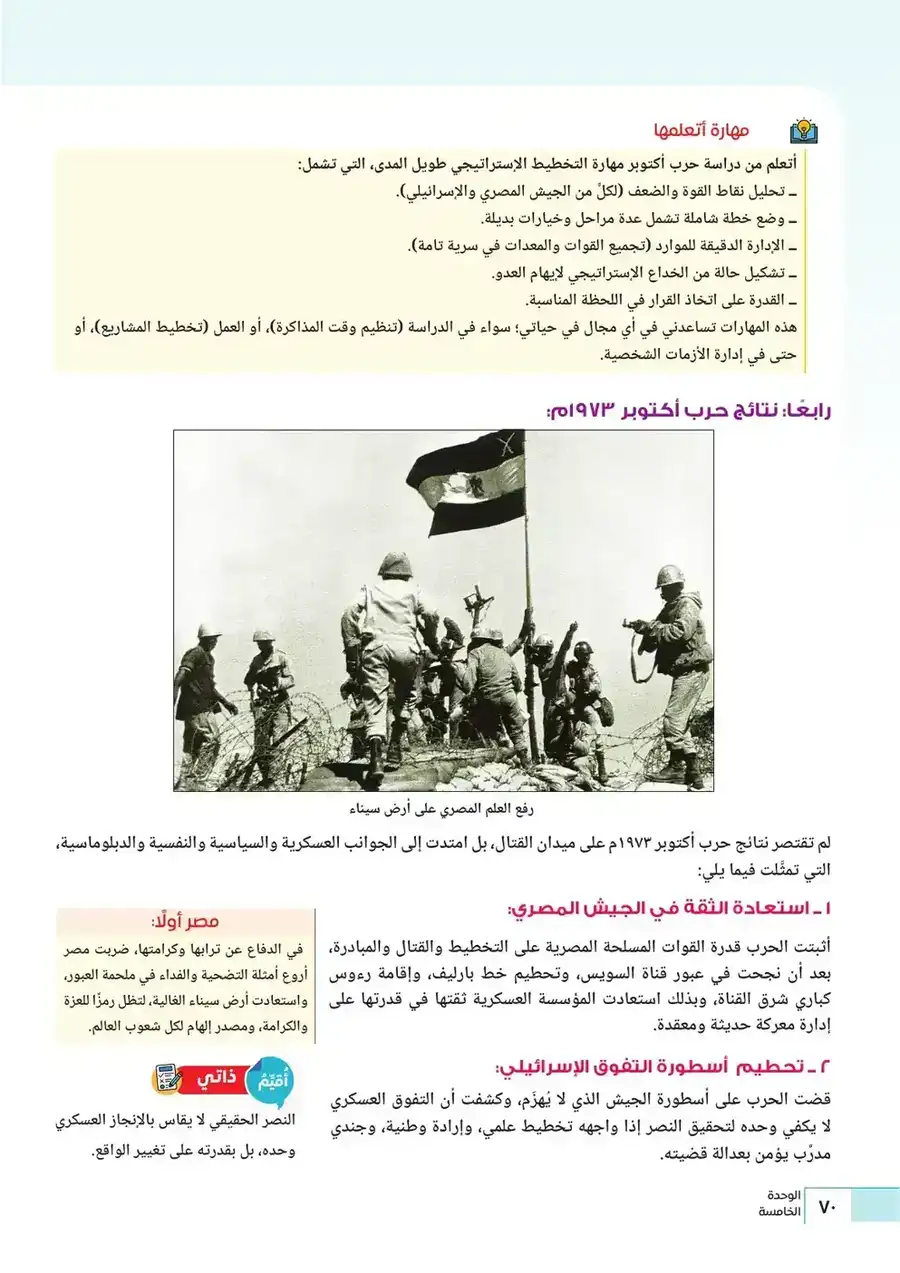 مهارة أتعلمها
أتعلم من دراسة حرب أكتوبر مهارة التخطيط الإستراتيجي طويل المدى، التي تشمل:
ــ تحليل نقاط القوة والضعف (لكلً من الجيش المصري والإسرائيلي).
ــ وضع خطة شاملة تشمل عدة مراحل وخيارات بديلة.
ــ الإدارة الدقيقة للموارد (تجميع القوات والمعدات في سرية تامة).
ــ تشكيل حالة من الخداع الإستراتيجي لإيهام العدو.
ــ القدرة على اتخاذ القرار في اللحظة المناسبة.
هذه المهارات تساعدني في أي مجال في حياتي؛ سواء في الدراسة (تنظيم وقت المذاكرة)، أو العمل (تخطيط المشاريع)، أو
حتى في إدارة الأزمات الشخصية.
رابعًا: نتائج حرب أكتوبر ١٩٧٣م:
رفع العلم المصري على أرض سيناء
لم تقتصر نتائج حرب أكتوبر ١٩٧٣م على ميدان القتال، بل امتدت إلى الجوانب العسكرية والسياسية والنفسية والدبلوماسية،
التي تمثَّلت فيما يلي:
١ ـ استعادة الثقة في الجيش المصري:
أثبتت الحرب قدرة القوات المسلحة المصرية على التخطيط والقتال والمبادرة،
بعد أن نجحت في عبور قناة السويس، وتحطيم خط بارليف، وإقامة رءوس
كباري شرق القناة، وبذلك استعادت المؤسسة العسكرية ثقتها في قدرتها على
إدارة معركة حديثة ومعقدة.
مصر أولًا:
في الدفاع عن ترابها وكرامتها، ضربت مصر
أروع أمثلة التضحية والفداء في ملحمة العبور،
واستعادت أرض سيناء الغالية، لتظل رمزًا للعزة
والكرامة، ومصدر إلهام لكل شعوب العالم.
٢ ـ تحطيم أسطورة التفوق الإسرائيلي:
قضت الحرب على أسطورة الجيش الذي لا يُهزَم، وكشفت أن التفوق العسكري
لا يكفي وحده لتحقيق النصر إذا واجهه تخطيط علمي، وإرادة وطنية، وجندي
مدرَّب يؤمن بعدالة قضيته.
أُقيِّمُ ذاتي
النصر الحقيقي لا يقاس بالإنجاز العسكري
وحده، بل بقدرته على تغيير الواقع.
الوحدة
الخامسة
٧٠